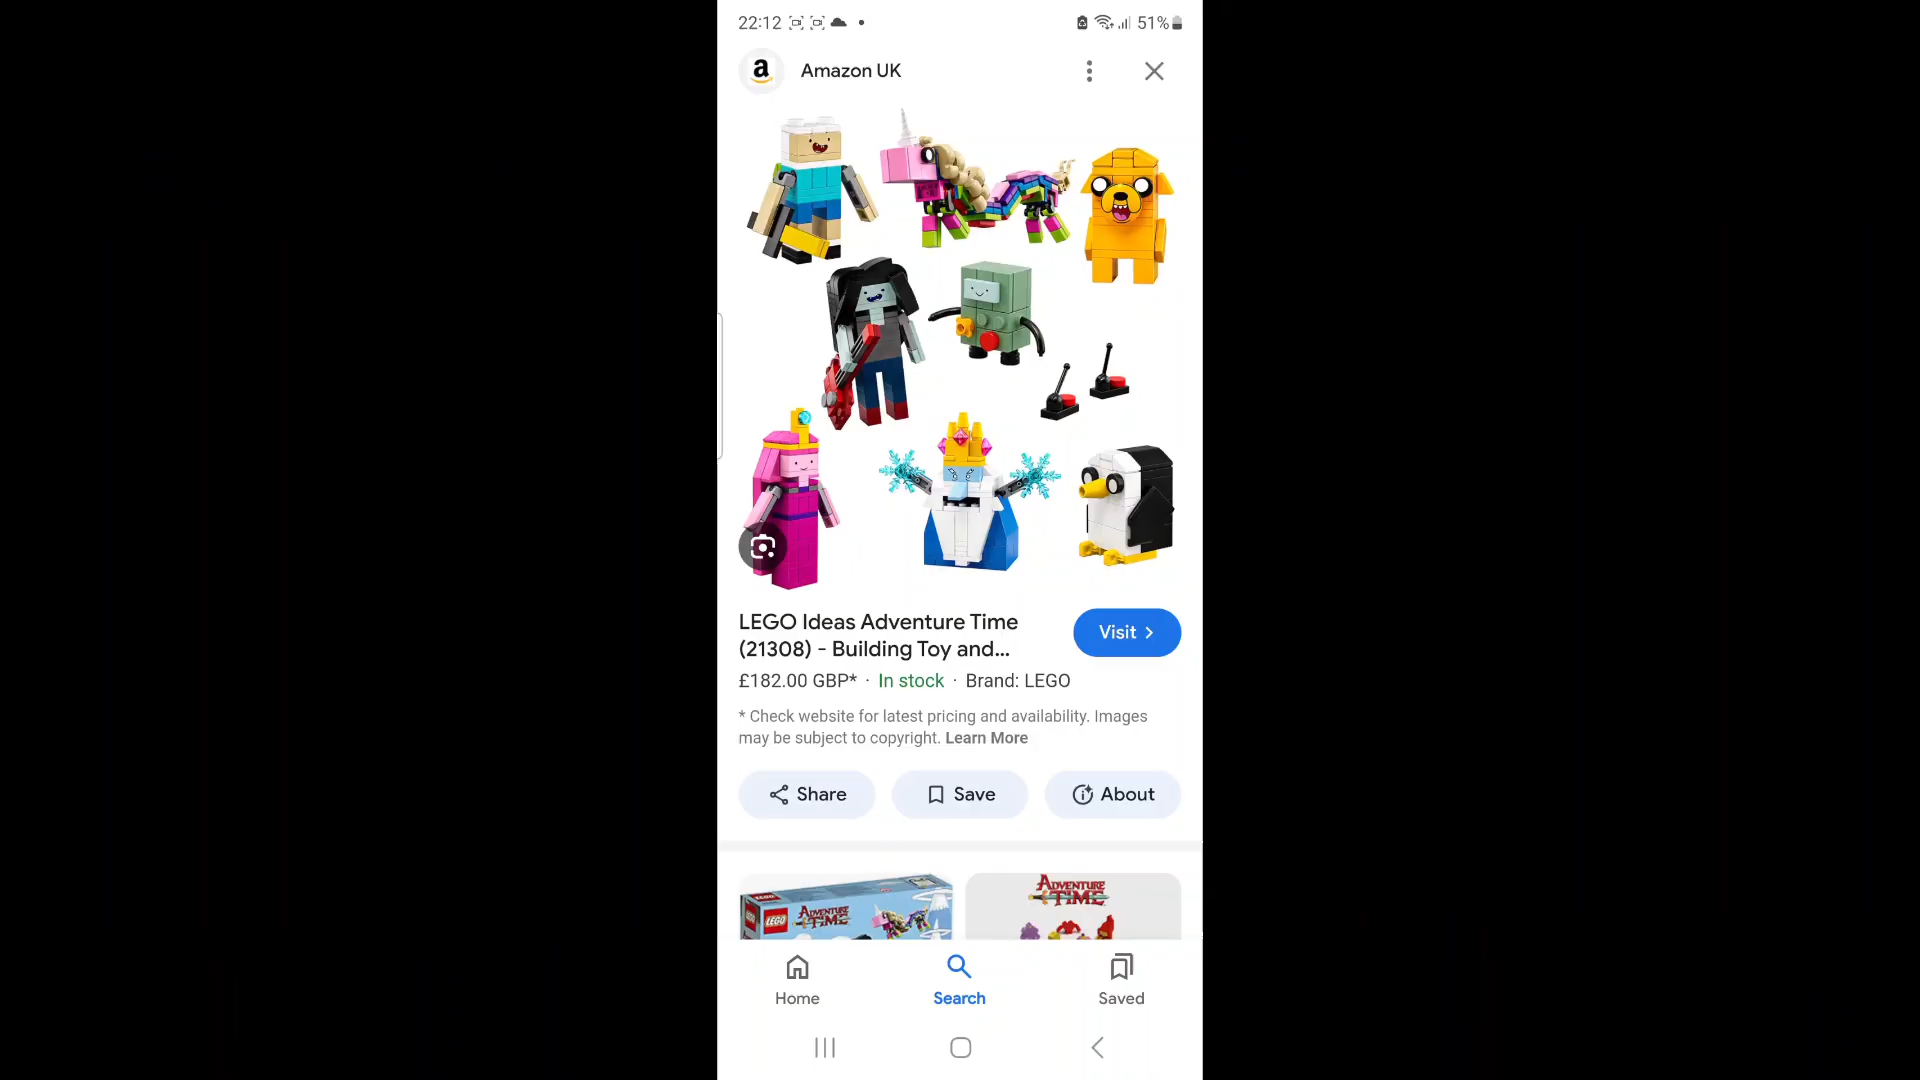 22:12
51%
a
Amazon UK
LEGO Ideas Adventure Time
(21308) - Building Toy and...
Visit
£182.00 GBP* · In stock · Brand: LEGO
* Check website for latest pricing and availability. Images
may be subject to copyright. Learn More
Share
Save
About
LEGO
LEGO
ADVENTURE TIME
ADVENTURE
TIME
Home
Search
Saved